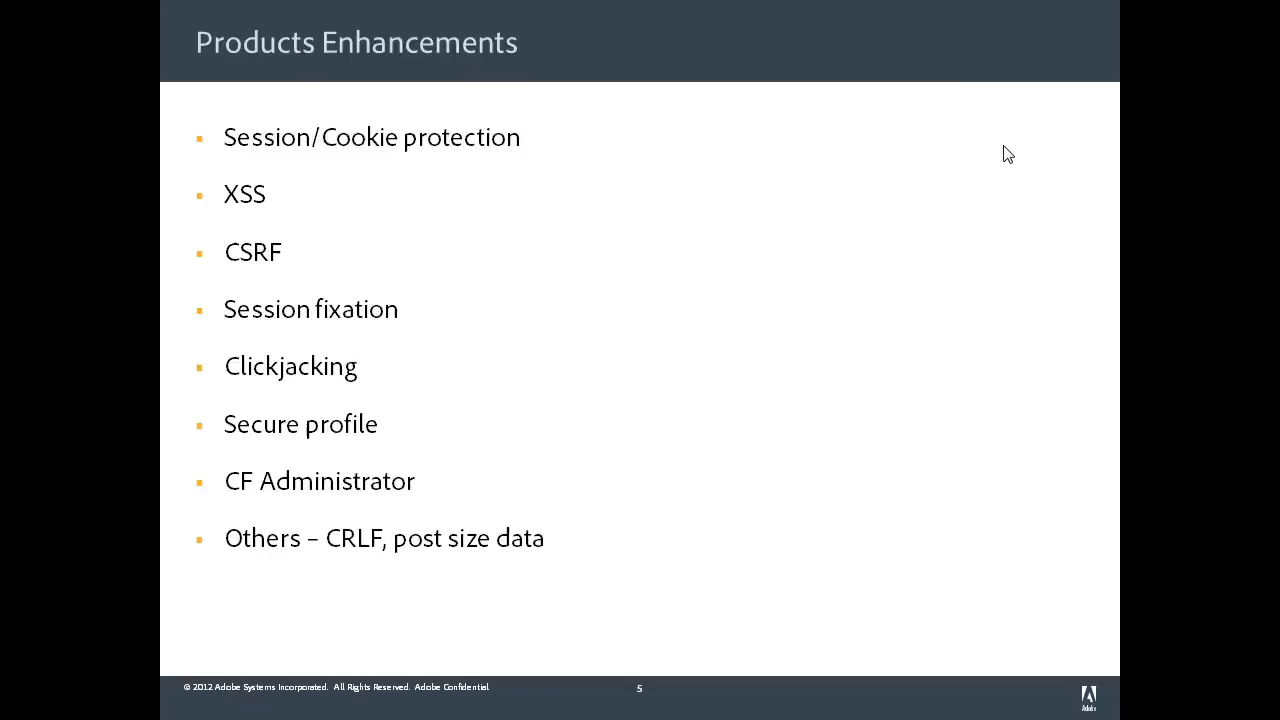 Products Enhancements
Session/Cookie protection
XSS
CSRF
Session fixation
Clickjacking
Secure profile
CF Administrator
Others – CRLF, post size data
© 2012 Adobe Systems Incorporated. All Rights Reserved. Adobe Confidential
5
Adobe